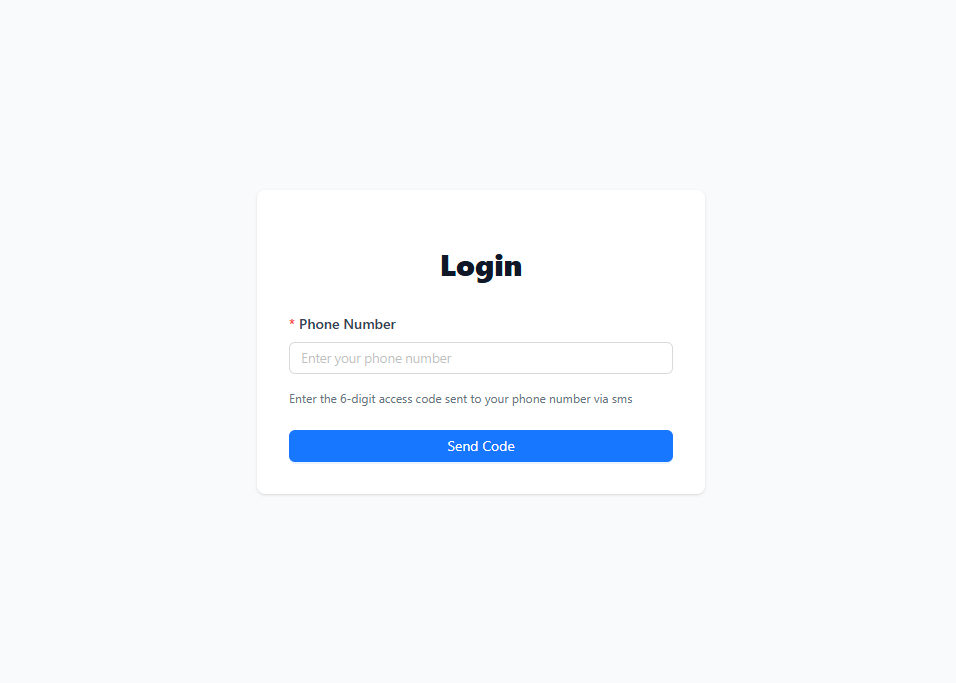 Login
* Phone Number
Enter your phone number
Enter the 6-digit access code sent to your phone number via sms
Send Code